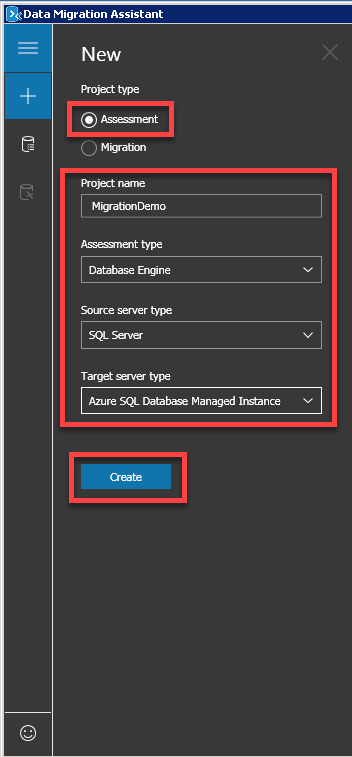 Data Migration Assistant
New
Project type
Assessment
Migration
Project name
MigrationDemo
Assessment type
Database Engine
Source server type
SQL Server
Target server type
Azure SQL Database Managed Instance
Create